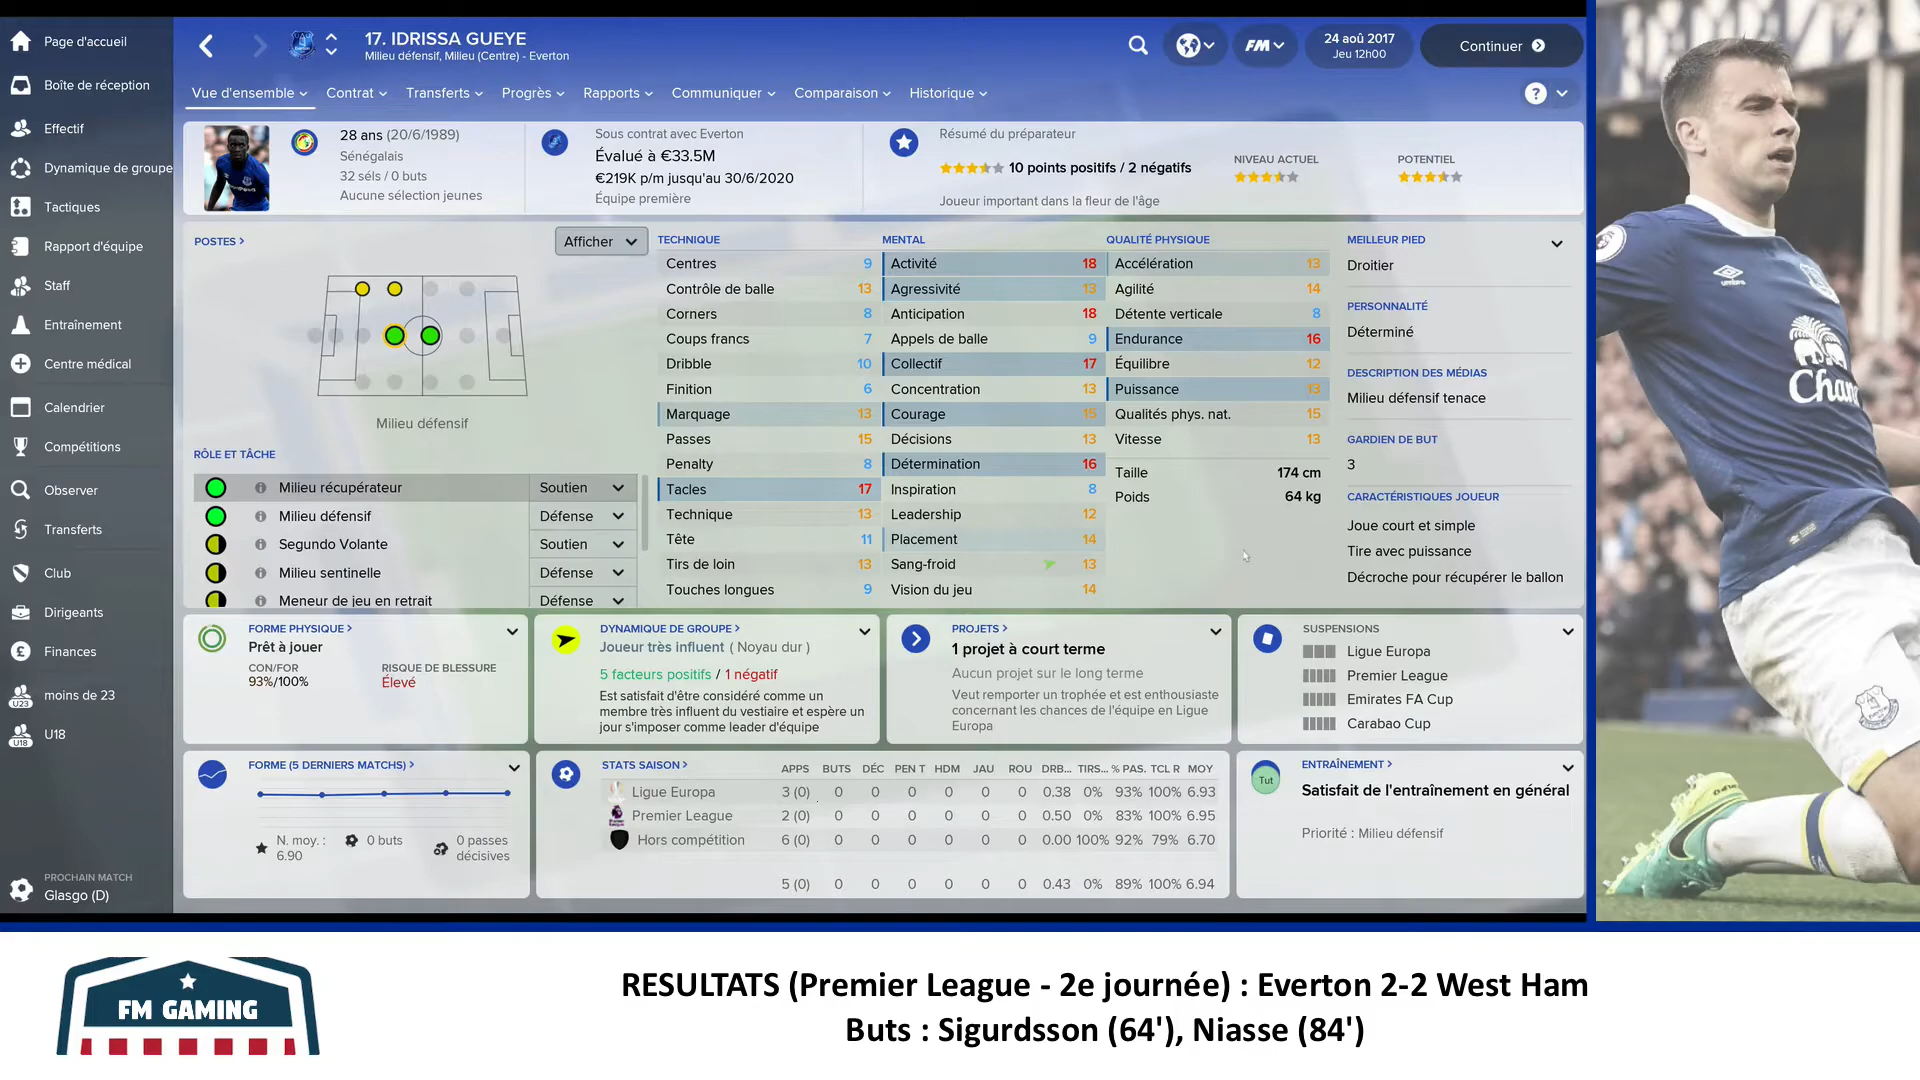 Page d'accueil
Boîte de réception
Effectif
Dynamique de groupe
Tactiques
Rapport d'équipe
Staff
Entraînement
Centre médical
Calendrier
Compétitions
Observer
Transferts
Club
Dirigeants
Finances
U23
moins de 23
U18
U18
PROCHAIN MATCH
Glasgo (D)
17. IDRISSA GUEYE
Milieu défensif, Milieu (Centre) - Everton
FM
24 aoû 2017
Jeu 12h00
Continuer
Vue d'ensemble
Contrat
Transferts
Progrès
Rapports
Communiquer
Comparaison
Historique
?
28 ans (20/6/1989)
Sénégalais
32 séls / 0 buts
Aucune sélection jeunes
Sous contrat avec Everton
Évalué à €33.5M
€219K p/m jusqu'au 30/6/2020
Équipe première
Résumé du préparateur
10 points positifs / 2 négatifs
Joueur important dans la fleur de l'âge
NIVEAU ACTUEL
POTENTIEL
POSTES >
Afficher
Milieu défensif
RÔLE ET TÂCHE
Milieu récupérateur Soutien
Milieu défensif Défense
Segundo Volante Soutien
Milieu sentinelle Défense
Meneur de jeu en retrait Défense
TECHNIQUE
Centres 9
Contrôle de balle 13
Corners 8
Coups francs 7
Dribble 10
Finition 6
Marquage 13
Passes 15
Penalty 8
Tacles 17
Technique 13
Tête 11
Tirs de loin 13
Touches longues 9
MENTAL
Activité 18
Agressivité 13
Anticipation 18
Appels de balle 9
Collectif 17
Concentration 13
Courage 15
Décisions 13
Détermination 16
Inspiration 8
Leadership 12
Placement 14
Sang-froid 13
Vision du jeu 14
QUALITÉ PHYSIQUE
Accélération 13
Agilité 14
Détente verticale 8
Endurance 16
Équilibre 12
Puissance 13
Qualités phys. nat. 15
Vitesse 13
Taille 174 cm
Poids 64 kg
MEILLEUR PIED
Droitier
PERSONNALITÉ
Déterminé
DESCRIPTION DES MÉDIAS
Milieu défensif tenace
GARDIEN DE BUT
3
CARACTÉRISTIQUES JOUEUR
Joue court et simple
Tire avec puissance
Décroche pour récupérer le ballon
FORME PHYSIQUE >
Prêt à jouer
CON/FOR
93%/100%
RISQUE DE BLESSURE
Élevé
DYNAMIQUE DE GROUPE >
Joueur très influent ( Noyau dur )
5 facteurs positifs / 1 négatif
Est satisfait d'être considéré comme un
membre très influent du vestiaire et espère un
jour s'imposer comme leader d'équipe
PROJETS >
1 projet à court terme
Aucun projet sur le long terme
Veut remporter un trophée et est enthousiaste
concernant les chances de l'équipe en Ligue
Europa
SUSPENSIONS
Ligue Europa
Premier League
Emirates FA Cup
Carabao Cup
FORME (5 DERNIERS MATCHS) >
N. moy. :
6.90
0 buts
0 passes
décisives
STATS SAISON > APPS BUTS DÉC PEN T HDM JAU ROU DRB... TIRS... % PAS. TCL R MOY
Ligue Europa 3 (0) 0 0 0 0 0 0 0.38 0% 93% 100% 6.93
Premier League 2 (0) 0 0 0 0 0 0 0.50 0% 83% 100% 6.95
Hors compétition 6 (0) 0 0 0 0 0 0 0.00 100% 92% 79% 6.70
5 (0) 0 0 0 0 0 0 0.43 0% 89% 100% 6.94
Tut
ENTRAÎNEMENT >
Satisfait de l'entraînement en général
Priorité : Milieu défensif
umbro
Chan
FM GAMING
RESULTATS (Premier League - 2e journée) : Everton 2-2 West Ham
Buts : Sigurdsson (64'), Niasse (84')